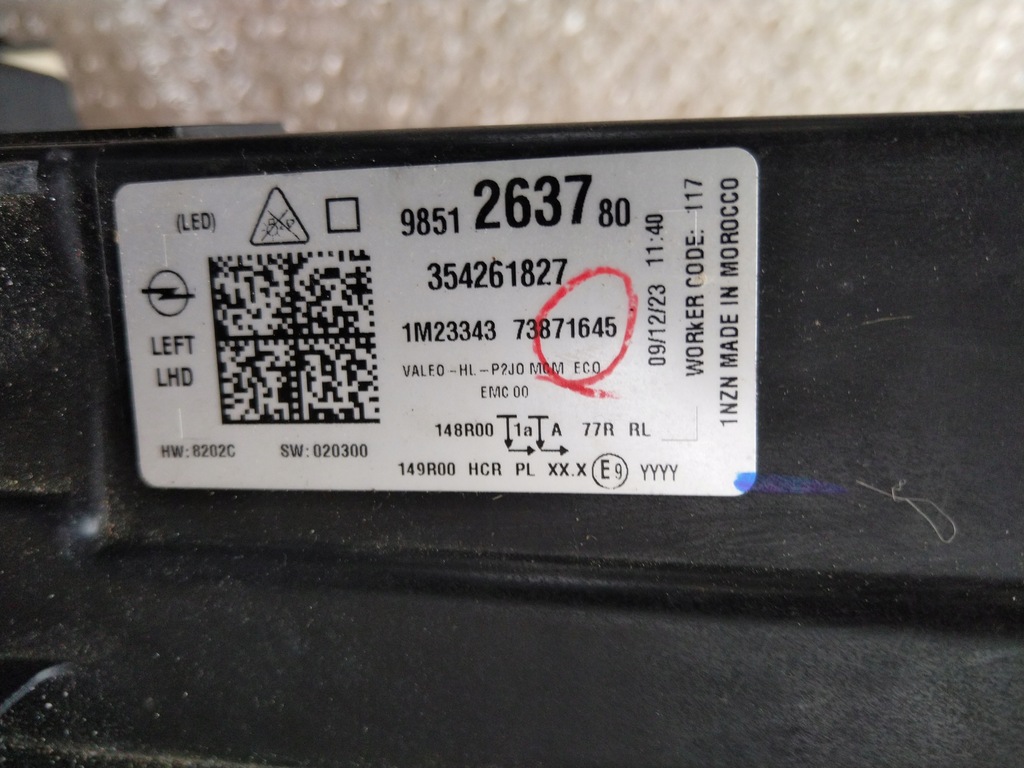 (LED)
9851 2637 80
354261827
1M23343 73871645
VALEO-HL-P2JO MCM ECO
EMC 00
LEFT
LHD
HW:8202C SW:020300
148R00 1a A 77R RL
149R00 HCR PL XX.X E9 YYYY
09/12/23 11:40
WORKER CODE: 117
1NZN MADE IN MOROCCO